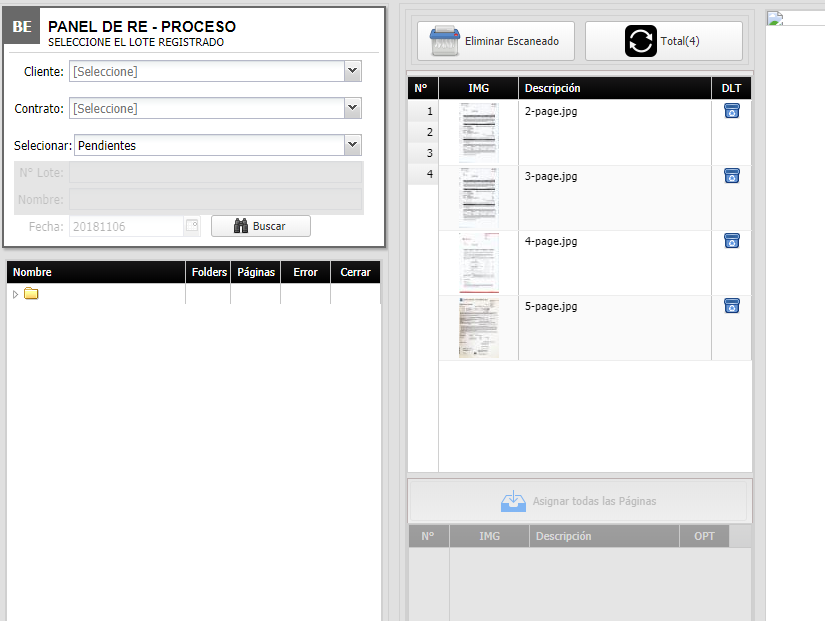 BE
PANEL DE RE - PROCESO
SELECCIONE EL LOTE REGISTRADO
Cliente: [Seleccione]
Contrato: [Seleccione]
Selecionar: Pendientes
N° Lote:
Nombre:
Fecha: 20181106
Buscar
Nombre Folders Páginas Error Cerrar
Eliminar Escaneado
Total(4)
N° IMG Descripción DLT
1
2
3
4
2-page.jpg
3-page.jpg
4-page.jpg
5-page.jpg
Asignar todas las Páginas
N° IMG Descripción OPT